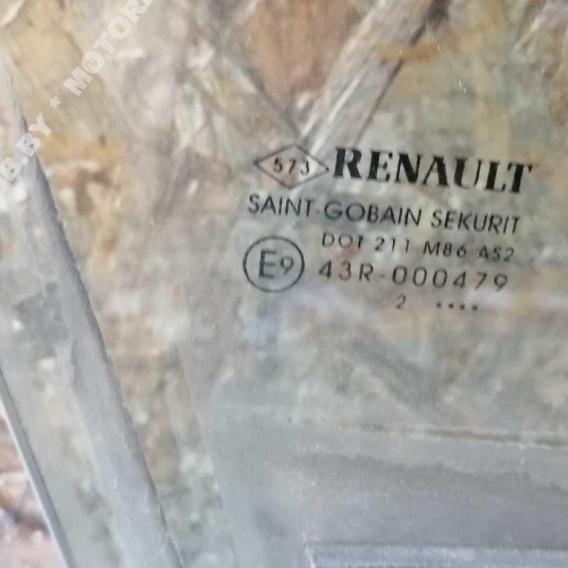 573 RENAULT
SAINT-GOBAIN SEKURIT
DOT 211 M86 AS2
E9 43R-000479
2 ....